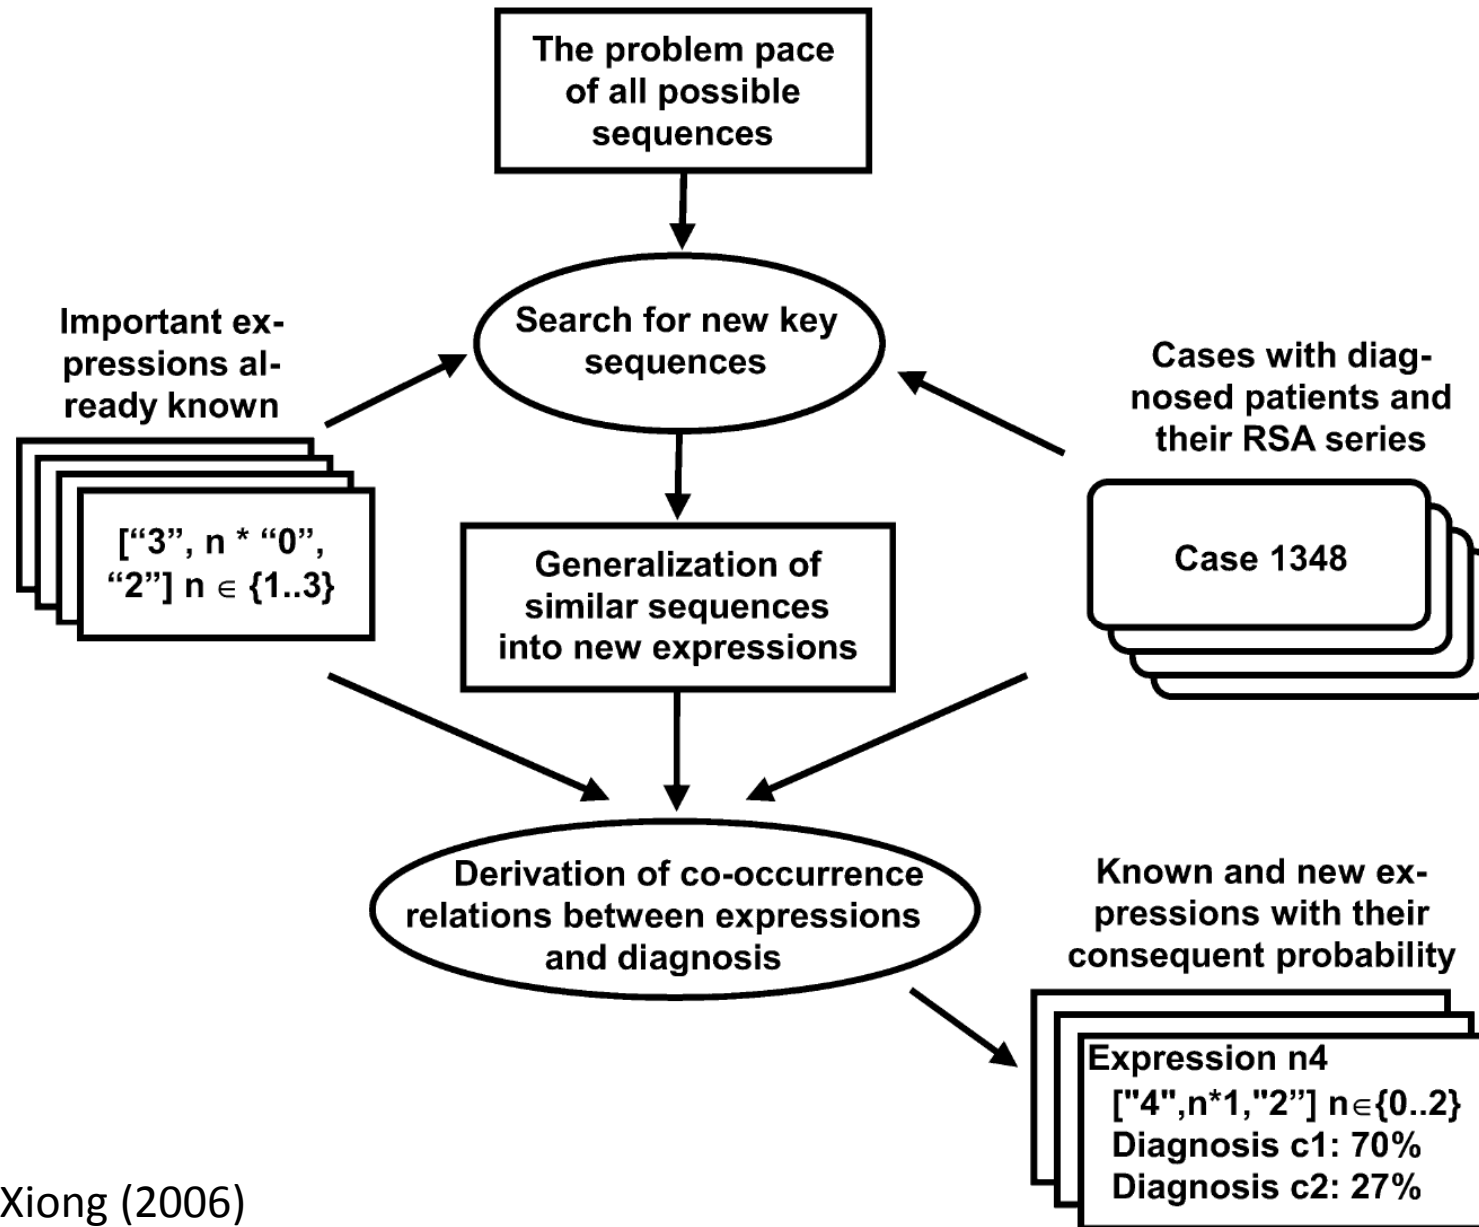 The problem pace
of all possible
sequences
Search for new key
sequences
Important ex-
pressions al-
ready known
[“3”, n * “0”,
“2”] n ∈ {1..3}
Cases with diag-
nosed patients and
their RSA series
Case 1348
Generalization of
similar sequences
into new expressions
Derivation of co-occurrence
relations between expressions
and diagnosis
Known and new ex-
pressions with their
consequent probability
Expression n4
["4",n*1,"2”] n∈{0..2}
Diagnosis c1: 70%
Diagnosis c2: 27%
Xiong (2006)